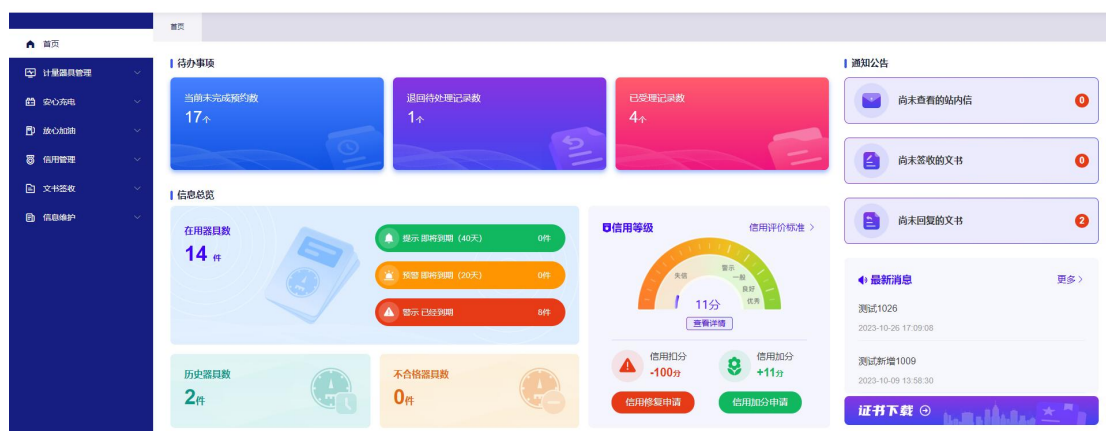 首页
首页
计量器具管理
安心充电
放心加油
信用管理
文书签收
信息维护
待办事项
当前未完成预约数
17个
退回待处理记录数
1个
已受理记录数
4个
信息总览
在用器具数
14 件
提示 即将到期（40天） 0件
预警 即将到期（20天） 0件
警示 已经到期 8件
历史器具数
2件
不合格器具数
0件
信用等级
信用评价标准 >
失信
警示
一般
良好
优秀
11分
查看详情
信用扣分
-100分
信用加分
+11分
信用修复申请
信用加分申请
通知公告
尚未查看的站内信 0
尚未签收的文书 0
尚未回复的文书 2
最新消息
更多 >
测试1026
2023-10-26 17:09:08
测试新增1009
2023-10-09 13:58:30
证书下载